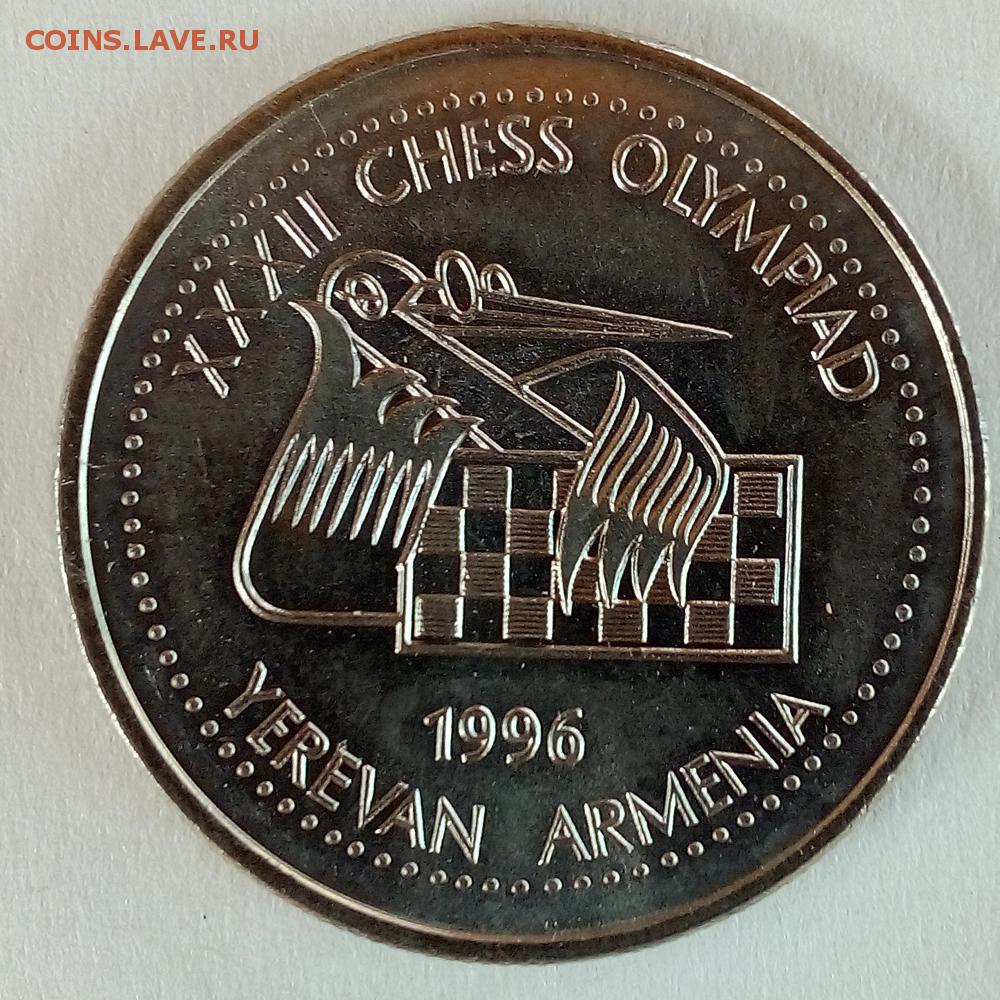 COINS.LAVE.RU
XXXII CHESS OLYMPIAD
1996
YEREVAN ARMENIA